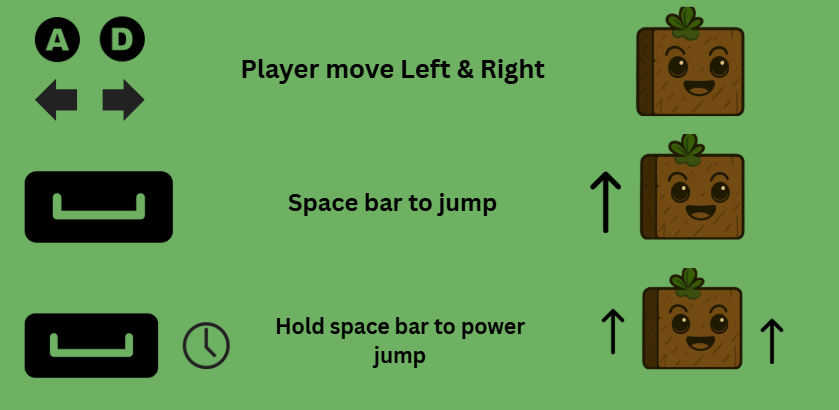 A D
Player move Left & Right
Space bar to jump
Hold space bar to power
jump